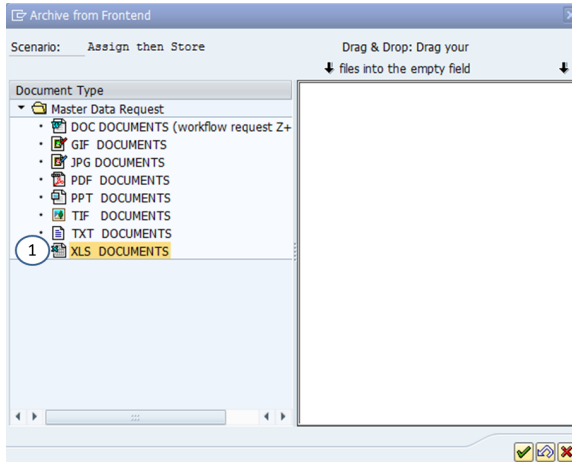 Archive from Frontend
Scenario: Assign then Store
Drag & Drop: Drag your
files into the empty field
Document Type
Master Data Request
DOC DOCUMENTS (workflow request Z+
GIF DOCUMENTS
JPG DOCUMENTS
PDF DOCUMENTS
PPT DOCUMENTS
TIF DOCUMENTS
TXT DOCUMENTS
1 XLS DOCUMENTS